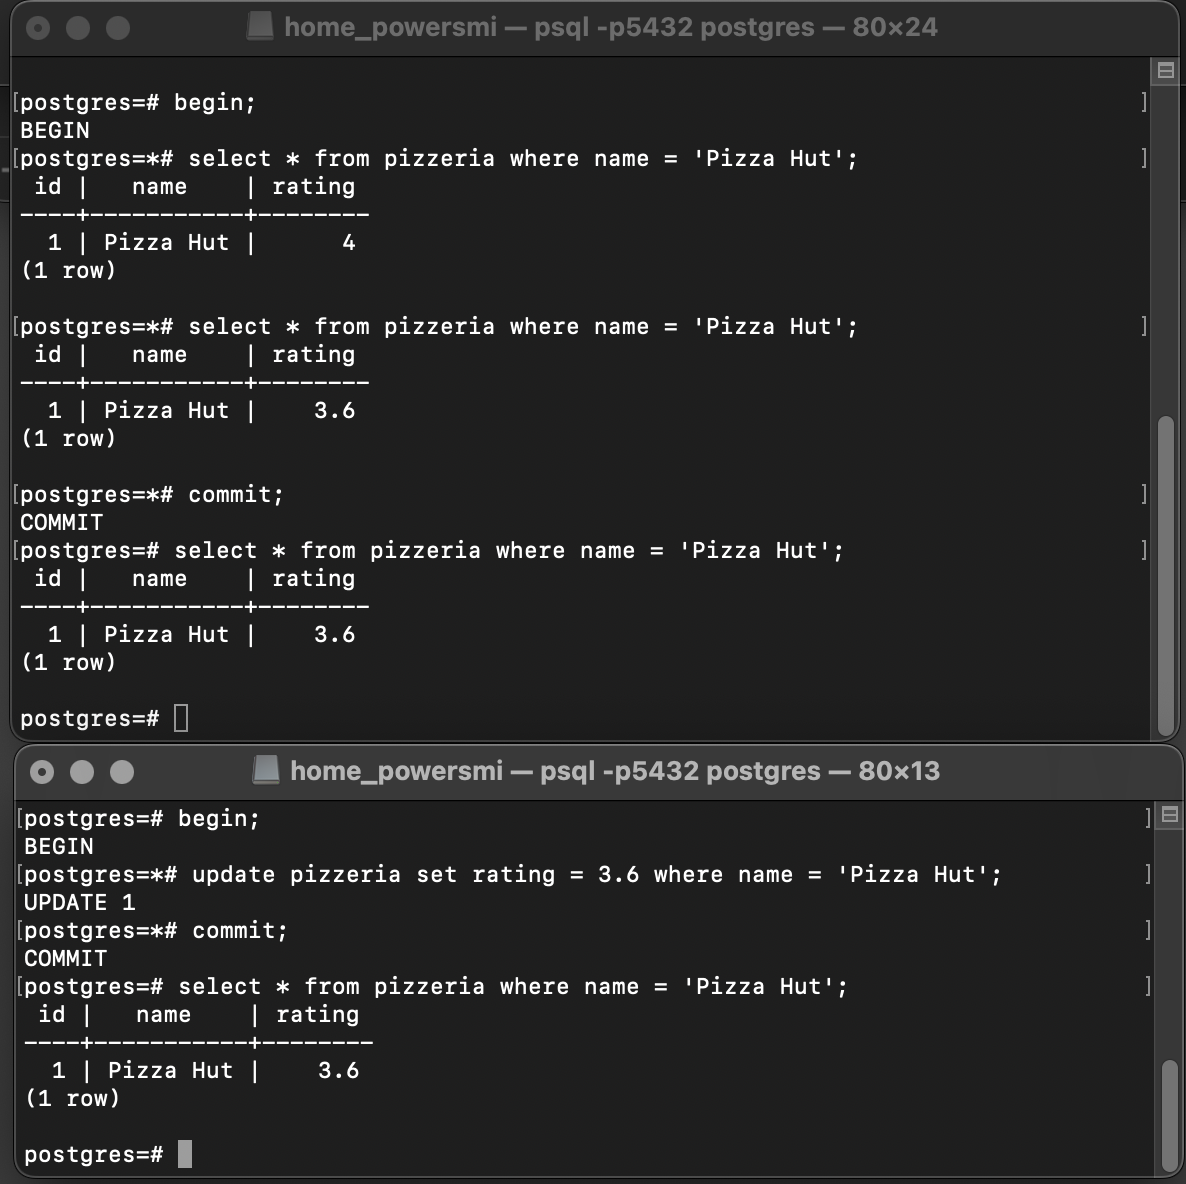 home_powersmi — psql -p5432 postgres — 80×24
[postgres=# begin; ]
BEGIN
[postgres=*# select * from pizzeria where name = 'Pizza Hut'; ]
 id |   name    | rating
----+-----------+--------
  1 | Pizza Hut |      4
(1 row)
[postgres=*# select * from pizzeria where name = 'Pizza Hut'; ]
 id |   name    | rating
----+-----------+--------
  1 | Pizza Hut |    3.6
(1 row)
[postgres=*# commit; ]
COMMIT
[postgres=# select * from pizzeria where name = 'Pizza Hut'; ]
 id |   name    | rating
----+-----------+--------
  1 | Pizza Hut |    3.6
(1 row)
postgres=#
home_powersmi — psql -p5432 postgres — 80×13
[postgres=# begin; ]
BEGIN
[postgres=*# update pizzeria set rating = 3.6 where name = 'Pizza Hut'; ]
UPDATE 1
[postgres=*# commit; ]
COMMIT
[postgres=# select * from pizzeria where name = 'Pizza Hut'; ]
 id |   name    | rating
----+-----------+--------
  1 | Pizza Hut |    3.6
(1 row)
postgres=#